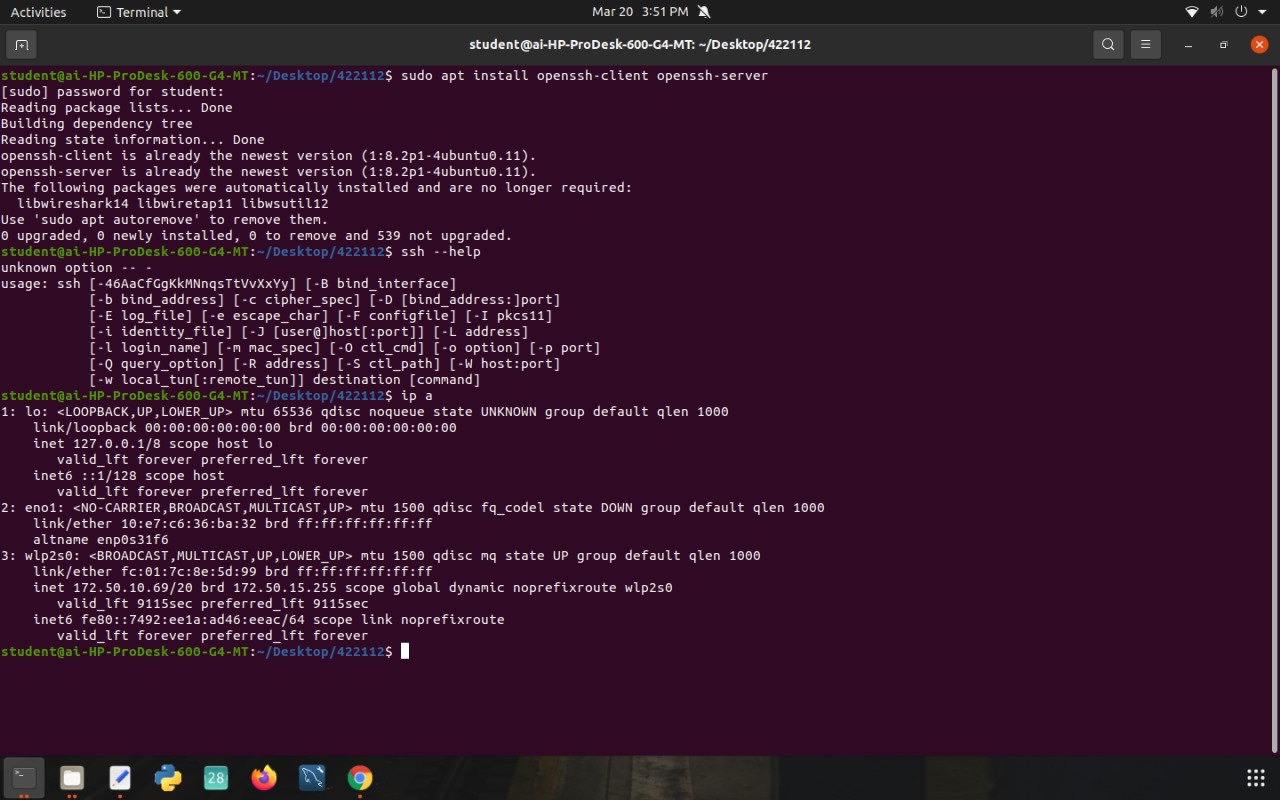 Activities
Terminal
Mar 20 3:51 PM
student@ai-HP-ProDesk-600-G4-MT: ~/Desktop/422112
student@ai-HP-ProDesk-600-G4-MT:~/Desktop/422112$ sudo apt install openssh-client openssh-server
[sudo] password for student:
Reading package lists... Done
Building dependency tree
Reading state information... Done
openssh-client is already the newest version (1:8.2p1-4ubuntu0.11).
openssh-server is already the newest version (1:8.2p1-4ubuntu0.11).
The following packages were automatically installed and are no longer required:
  libwireshark14 libwiretap11 libwsutil12
Use 'sudo apt autoremove' to remove them.
0 upgraded, 0 newly installed, 0 to remove and 539 not upgraded.
student@ai-HP-ProDesk-600-G4-MT:~/Desktop/422112$ ssh --help
unknown option -- -
usage: ssh [-46AaCfGgKkMNnqsTtVvXxYy] [-B bind_interface]
           [-b bind_address] [-c cipher_spec] [-D [bind_address:]port]
           [-E log_file] [-e escape_char] [-F configfile] [-I pkcs11]
           [-i identity_file] [-J [user@]host[:port]] [-L address]
           [-l login_name] [-m mac_spec] [-O ctl_cmd] [-o option] [-p port]
           [-Q query_option] [-R address] [-S ctl_path] [-W host:port]
           [-w local_tun[:remote_tun]] destination [command]
student@ai-HP-ProDesk-600-G4-MT:~/Desktop/422112$ ip a
1: lo: <LOOPBACK,UP,LOWER_UP> mtu 65536 qdisc noqueue state UNKNOWN group default qlen 1000
    link/loopback 00:00:00:00:00:00 brd 00:00:00:00:00:00
    inet 127.0.0.1/8 scope host lo
       valid_lft forever preferred_lft forever
    inet6 ::1/128 scope host
       valid_lft forever preferred_lft forever
2: eno1: <NO-CARRIER,BROADCAST,MULTICAST,UP> mtu 1500 qdisc fq_codel state DOWN group default qlen 1000
    link/ether 10:e7:c6:36:ba:32 brd ff:ff:ff:ff:ff:ff
    altname enp0s31f6
3: wlp2s0: <BROADCAST,MULTICAST,UP,LOWER_UP> mtu 1500 qdisc mq state UP group default qlen 1000
    link/ether fc:01:7c:8e:5d:99 brd ff:ff:ff:ff:ff:ff
    inet 172.50.10.69/20 brd 172.50.15.255 scope global dynamic noprefixroute wlp2s0
       valid_lft 9115sec preferred_lft 9115sec
    inet6 fe80::7492:ee1a:ad46:eeac/64 scope link noprefixroute
       valid_lft forever preferred_lft forever
student@ai-HP-ProDesk-600-G4-MT:~/Desktop/422112$
28